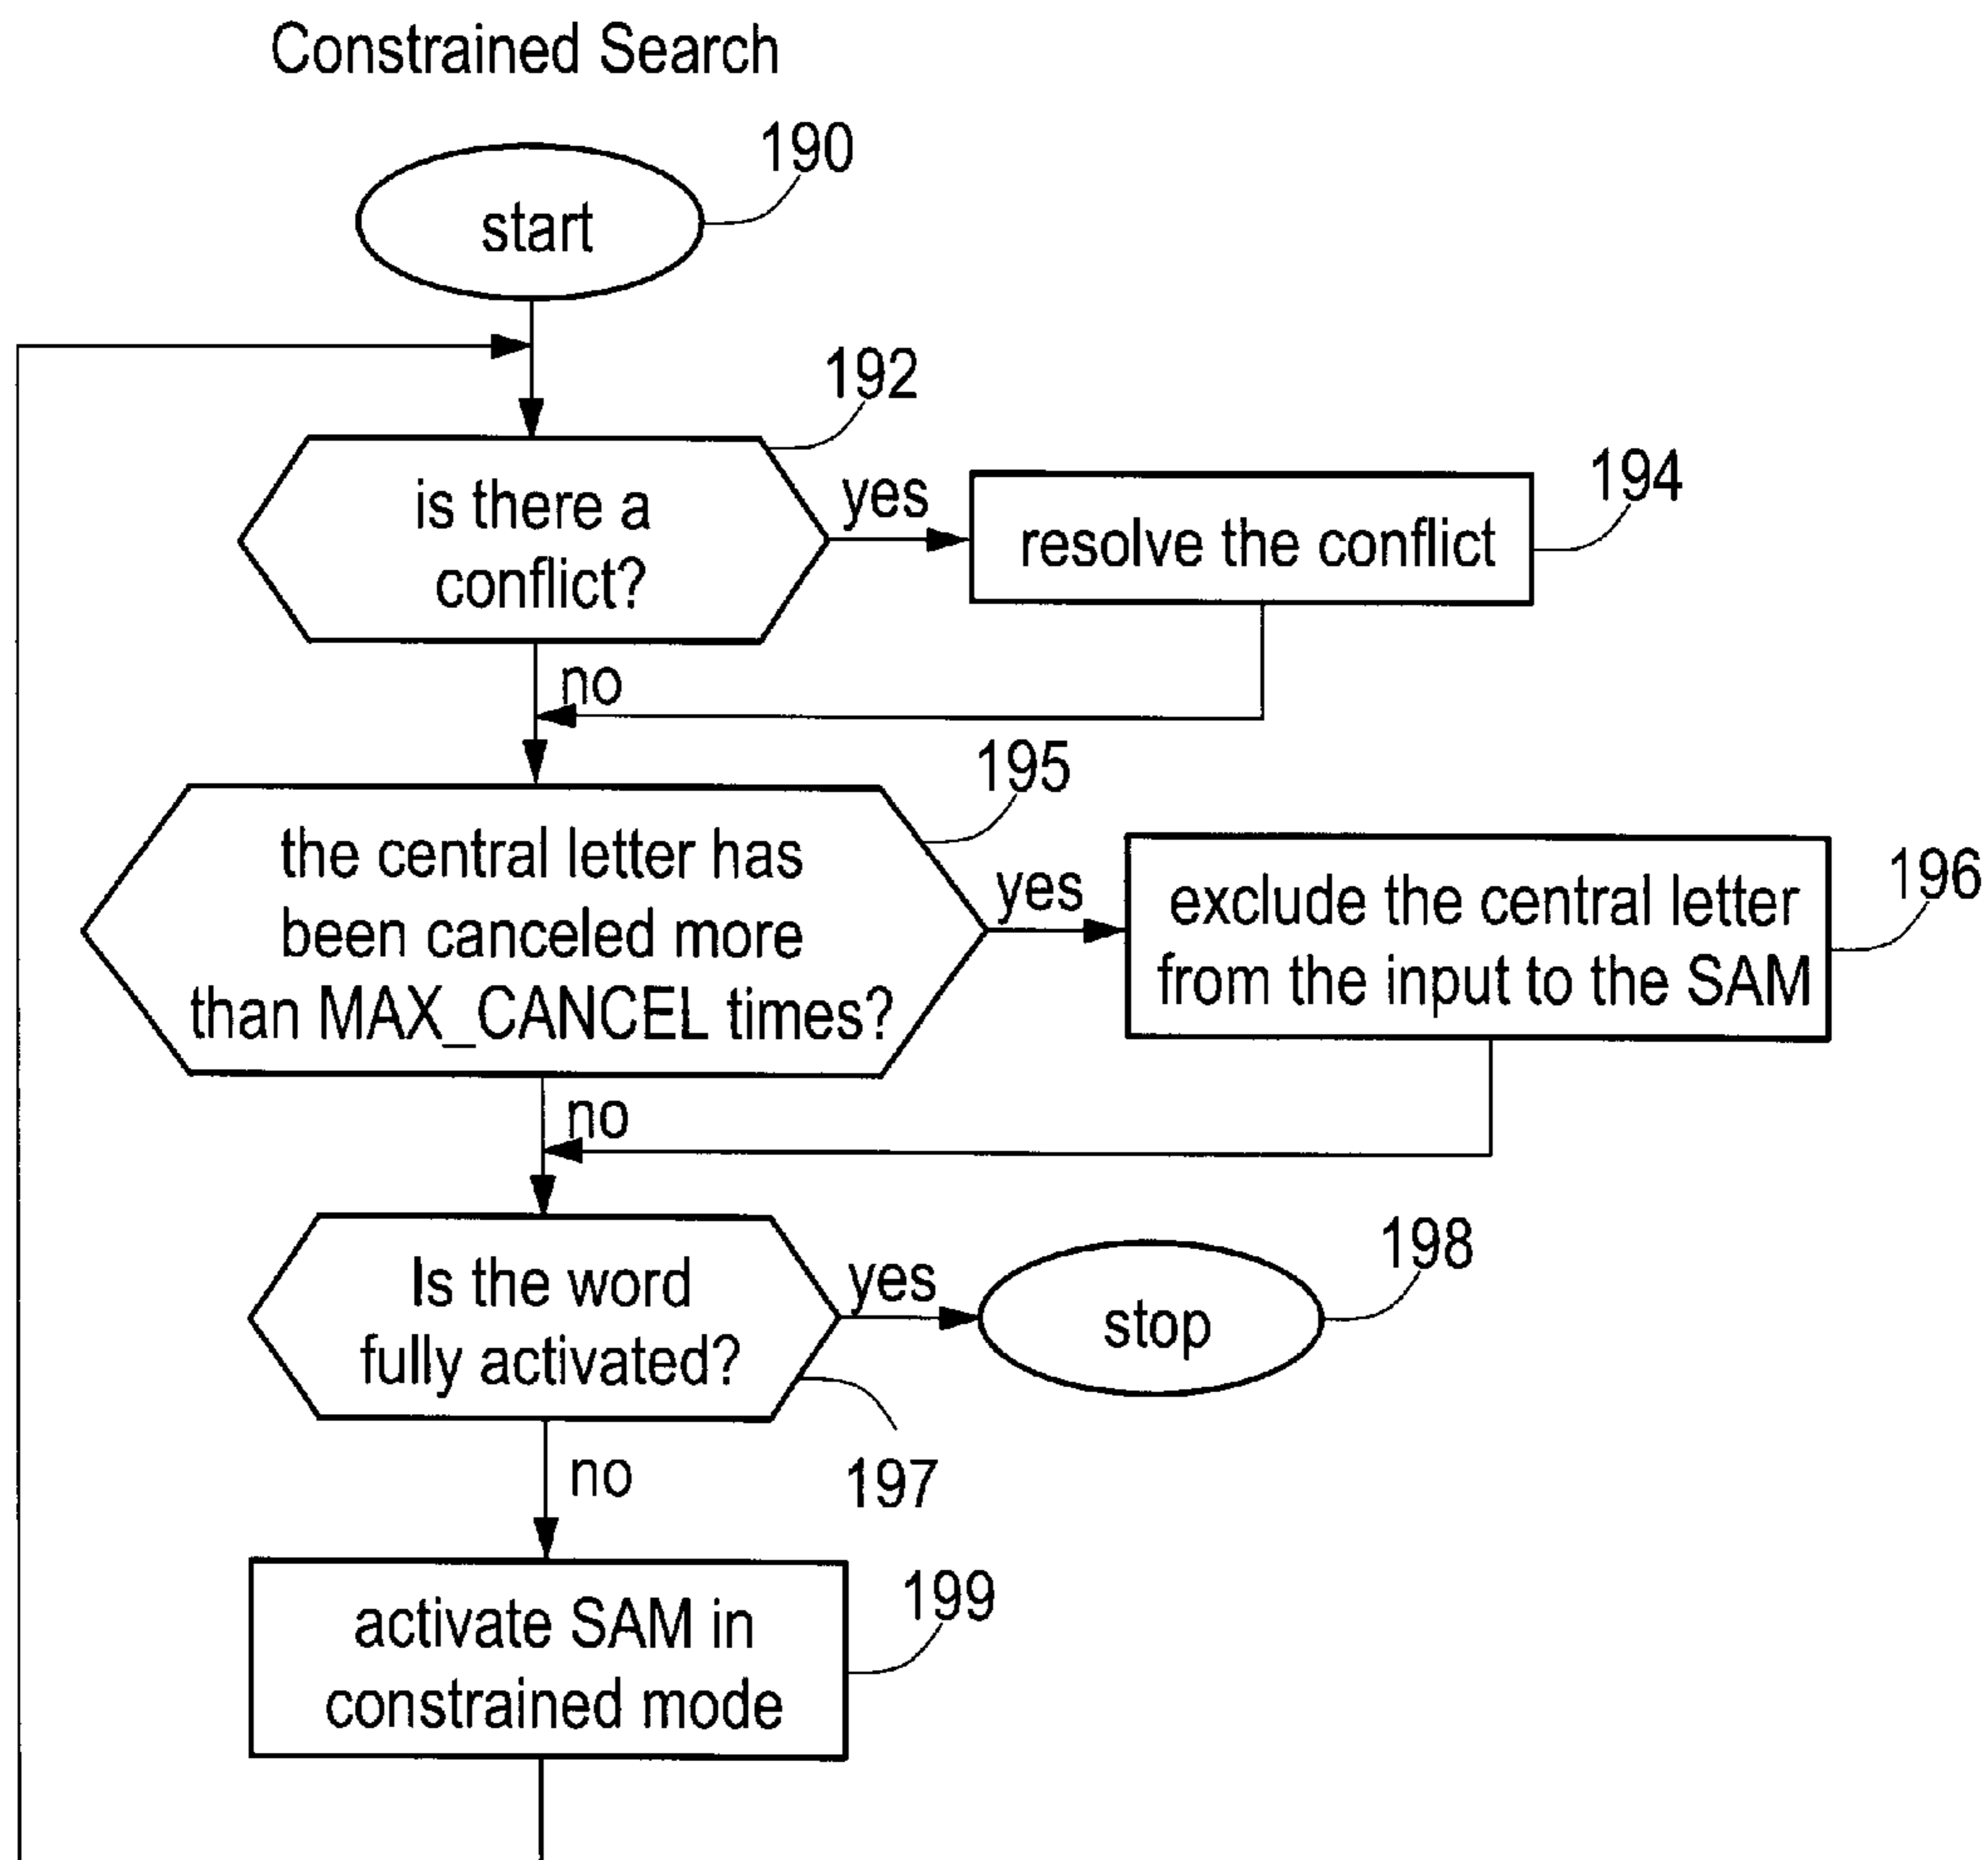 Constrained Search
190
start
192
is there a
conflict?
yes
194
resolve the conflict
no
195
the central letter has
been canceled more
than MAX_CANCEL times?
yes
196
exclude the central letter
from the input to the SAM
no
Is the word
fully activated?
yes
198
stop
197
no
199
activate SAM in
constrained mode